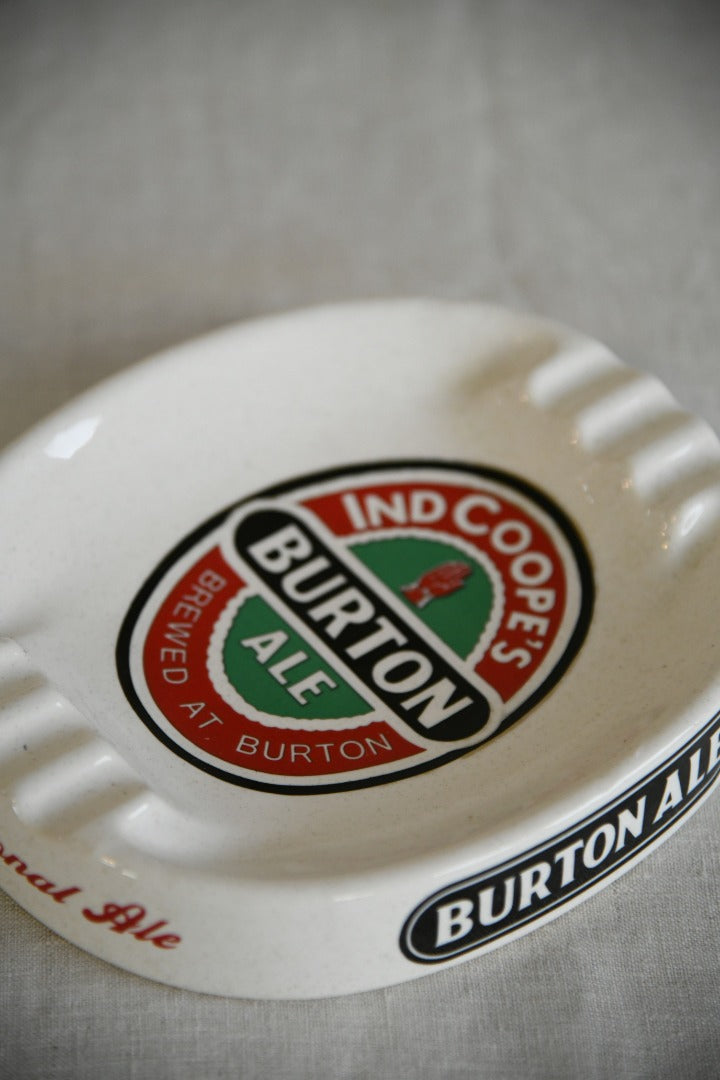 IND COOPE'S
BURTON
ALE
BREWED AT BURTON
BURTON ALE
Ale